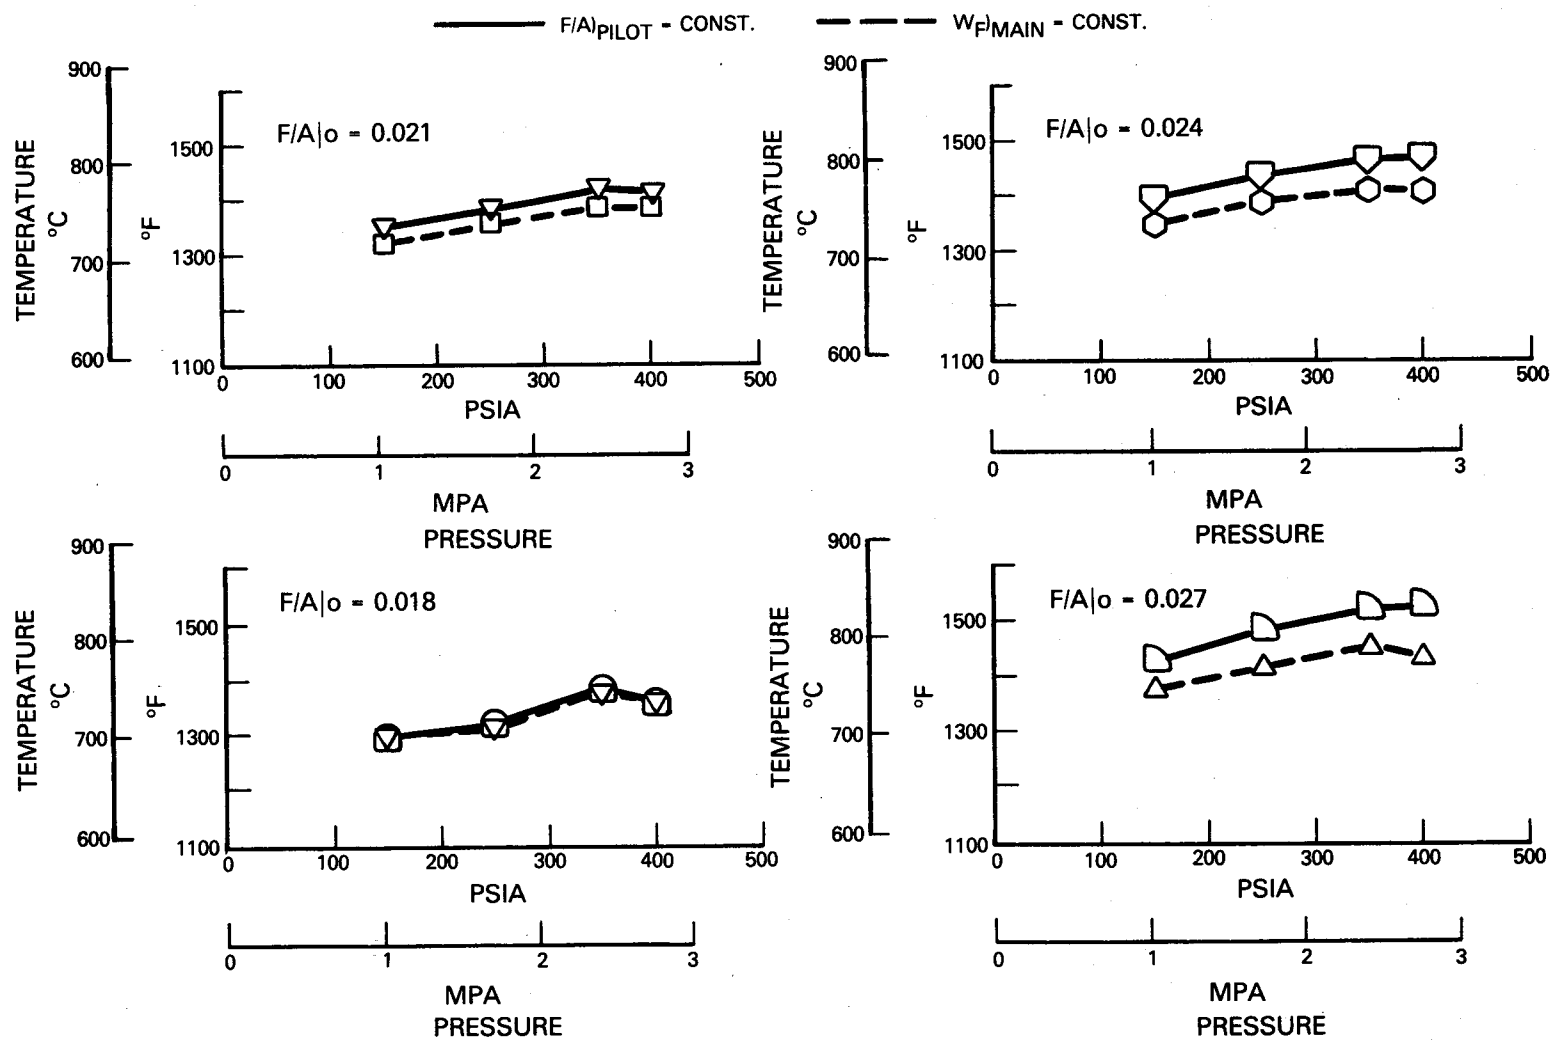 F/A)PILOT - CONST.
WF)MAIN - CONST.
900
800
700
600
TEMPERATURE
°C
°F
1500
1300
1100
F/A|o = 0.021
0 100 200 300 400 500
PSIA
0 1 2 3
MPA
PRESSURE
900
800
700
600
TEMPERATURE
°C
°F
1500
1300
1100
F/A|o = 0.024
0 100 200 300 400 500
PSIA
0 1 2 3
MPA
PRESSURE
900
800
700
600
TEMPERATURE
°C
°F
1500
1300
1100
F/A|o = 0.018
0 100 200 300 400 500
PSIA
0 1 2 3
MPA
PRESSURE
900
800
700
600
TEMPERATURE
°C
°F
1500
1300
1100
F/A|o = 0.027
0 100 200 300 400 500
PSIA
0 1 2 3
MPA
PRESSURE